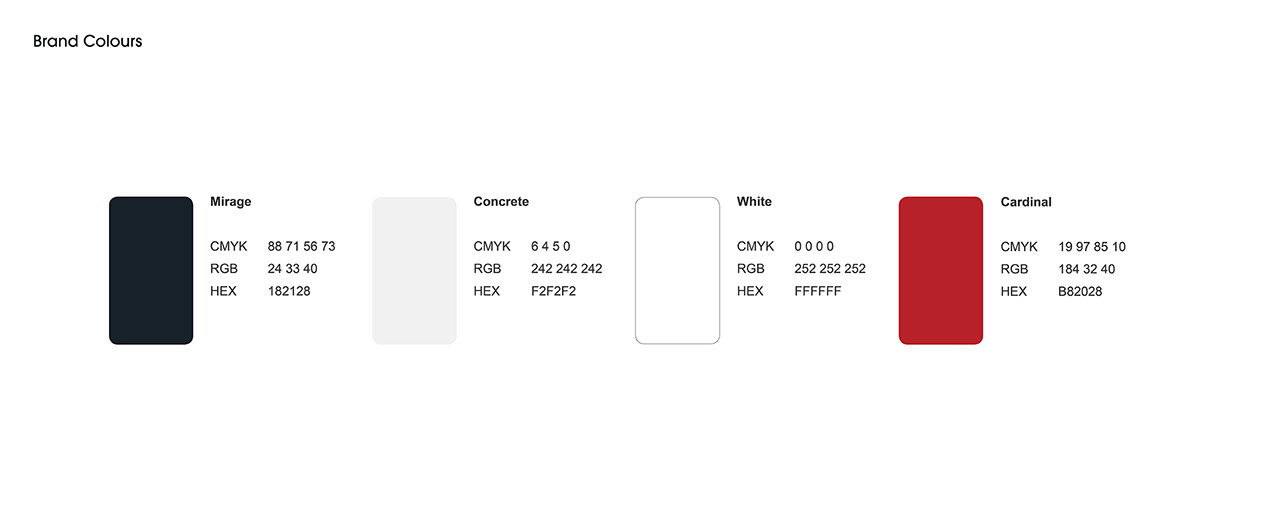 Brand Colours
Mirage
CMYK 88 71 56 73
RGB 24 33 40
HEX 182128
Concrete
CMYK 6 4 5 0
RGB 242 242 242
HEX F2F2F2
White
CMYK 0 0 0 0
RGB 252 252 252
HEX FFFFFF
Cardinal
CMYK 19 97 85 10
RGB 184 32 40
HEX B82028